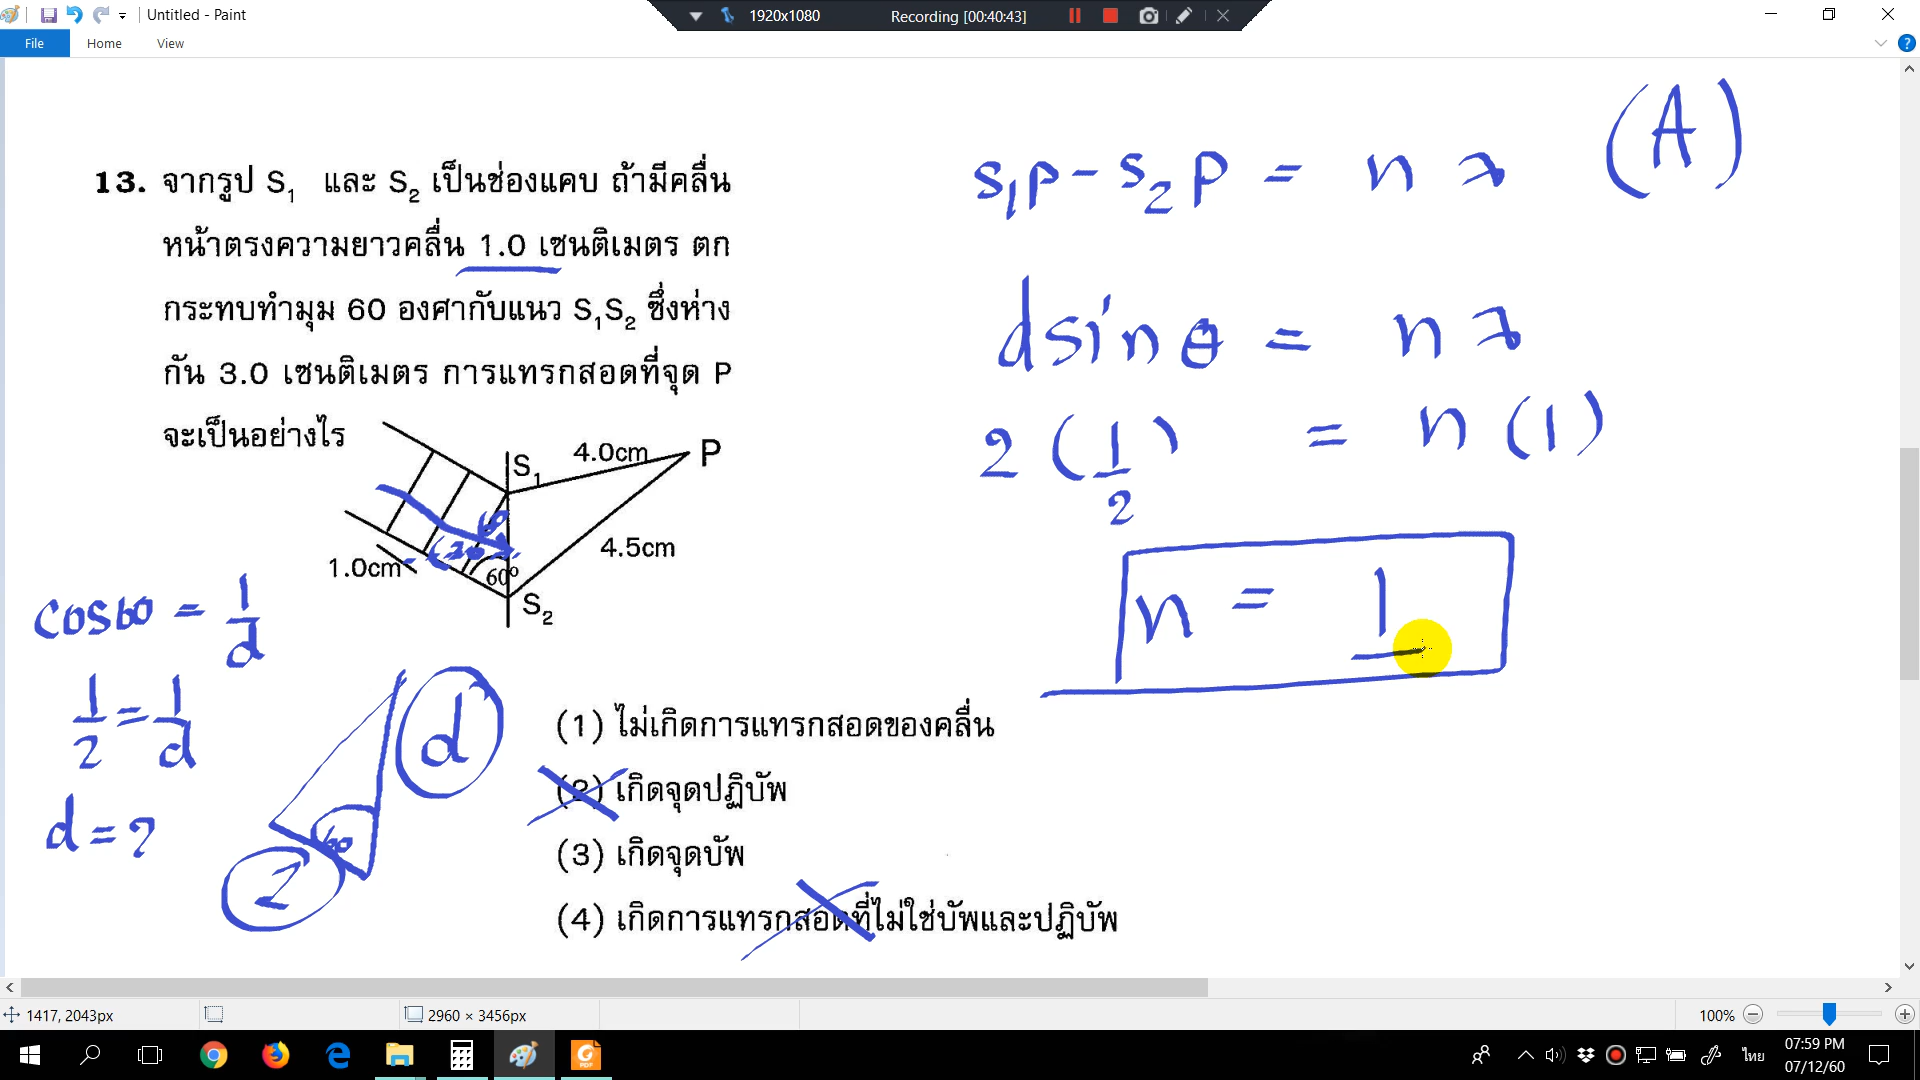 Untitled - Paint
1920x1080
Recording [00:40:43]
File Home View
13. จากรูป S₁ และ S₂ เป็นช่องแคบ ถ้ามีคลื่น
หน้าตรงความยาวคลื่น 1.0 เซนติเมตร ตก
กระทบทำมุม 60 องศากับแนว S₁S₂ ซึ่งห่าง
กัน 3.0 เซนติเมตร การแทรกสอดที่จุด P
จะเป็นอย่างไร
S₁
4.0cm
P
4.5cm
1.0cm
60°
S₂
(1) ไม่เกิดการแทรกสอดของคลื่น
(2) เกิดจุดปฏิบัพ
(3) เกิดจุดบัพ
(4) เกิดการแทรกสอดที่ไม่ใช่บัพและปฏิบัพ
cos60 = 1/d
1/2 = 1/d
d = 2
d
60
S₁P - S₂P = nλ (A)
dsinθ = nλ
2 (1/2) = n (1)
n = 1
1417, 2043px
2960 × 3456px
100%
ไทย
07:59 PM
07/12/60